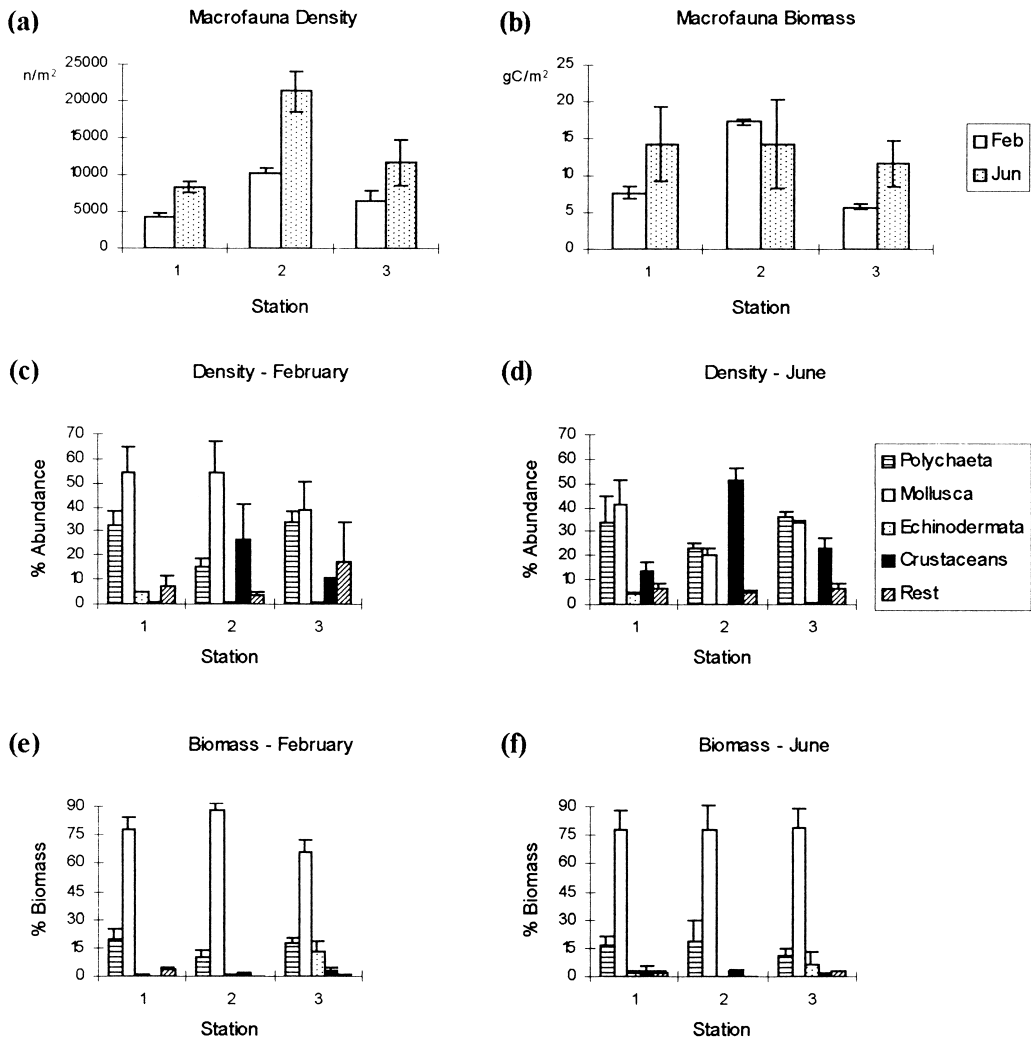 (a)
Macrofauna Density
n/m²
25000
20000
15000
10000
5000
0
1 2 3
Station
(b)
Macrofauna Biomass
gC/m²
25
20
15
10
5
0
1 2 3
Station
Feb
Jun
(c)
Density - February
% Abundance
70
60
50
40
30
20
10
0
1 2 3
Station
(d)
Density - June
% Abundance
70
60
50
40
30
20
10
0
1 2 3
Station
Polychaeta
Mollusca
Echinodermata
Crustaceans
Rest
(e)
Biomass - February
% Biomass
90
75
60
45
30
15
0
1 2 3
Station
(f)
Biomass - June
% Biomass
90
75
60
45
30
15
0
1 2 3
Station